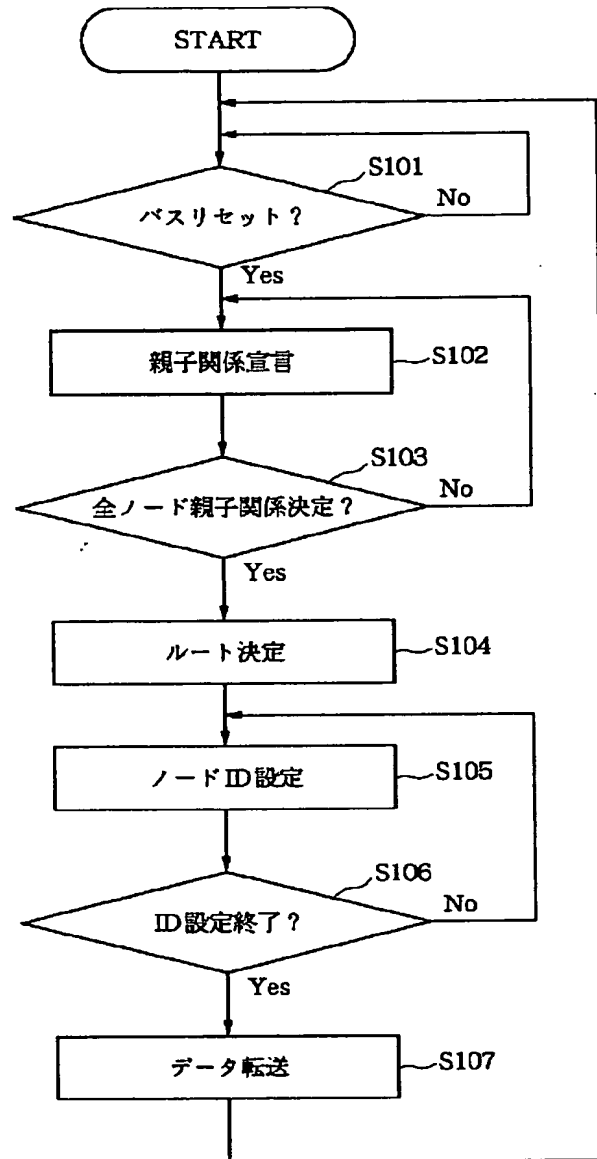 START
S101
バスリセット?
No
Yes
親子関係宣言
S102
S103
全ノード親子関係決定?
No
Yes
ルート決定
S104
ノードID設定
S105
S106
ID設定終了?
No
Yes
データ転送
S107